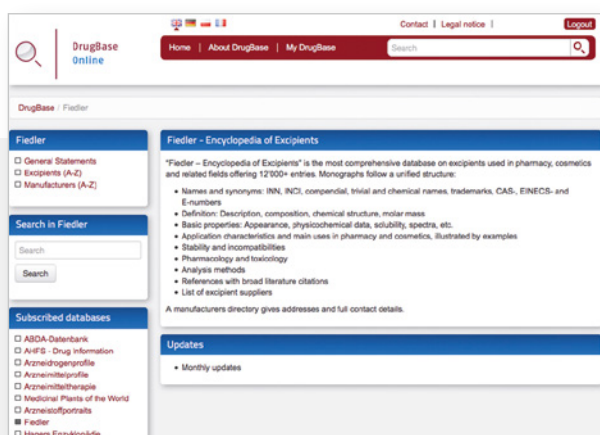 Contact | Legal notice |
Logout
DrugBase
Online
Home | About DrugBase | My DrugBase
Search
DrugBase / Fiedler
Fiedler
General Statements
Excipients (A-Z)
Manufacturers (A-Z)
Search in Fiedler
Search
Search
Subscribed databases
ABDA-Datenbank
AHFS - Drug Information
Arzneidrogenprofile
Arzneimittelprofile
Arzneimitteltherapie
Medicinal Plants of the World
Arzneistoffportraits
Fiedler
Hagers Enzyklopädie
Fiedler - Encyclopedia of Excipients
"Fiedler – Encyclopedia of Excipients" is the most comprehensive database on excipients used in pharmacy, cosmetics
and related fields offering 12'000+ entries. Monographs follow a unified structure:
• Names and synonyms: INN, INCI, compendial, trivial and chemical names, trademarks, CAS-, EINECS- and
E-numbers
• Definition: Description, composition, chemical structure, molar mass
• Basic properties: Appearance, physicochemical data, solubility, spectra, etc.
• Application characteristics and main uses in pharmacy and cosmetics, illustrated by examples
• Stability and incompatibilities
• Pharmacology and toxicology
• Analysis methods
• References with broad literature citations
• List of excipient suppliers
A manufacturers directory gives addresses and full contact details.
Updates
• Monthly updates